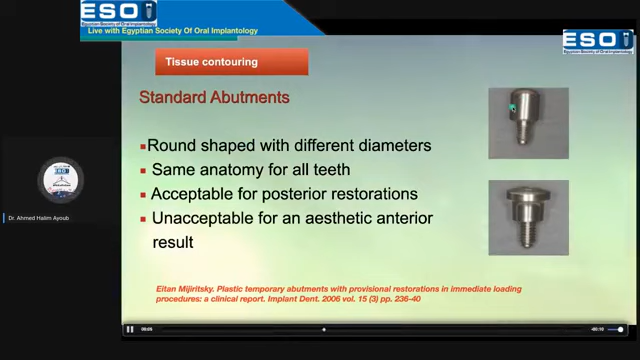 ESO
Egyptian Society of Oral Implantology
Live with Egyptian Society Of Oral Implantology
ESO
Egyptian Society of Oral Implantology
Tissue contouring
Standard Abutments
Round shaped with different diameters
Same anatomy for all teeth
Acceptable for posterior restorations
Unacceptable for an aesthetic anterior
result
Dr. Ahmed Halim Ayoub
Eitan Mijiritsky. Plastic temporary abutments with provisional restorations in immediate loading
procedures: a clinical report. Implant Dent. 2006 vol. 15 (3) pp. 236-40